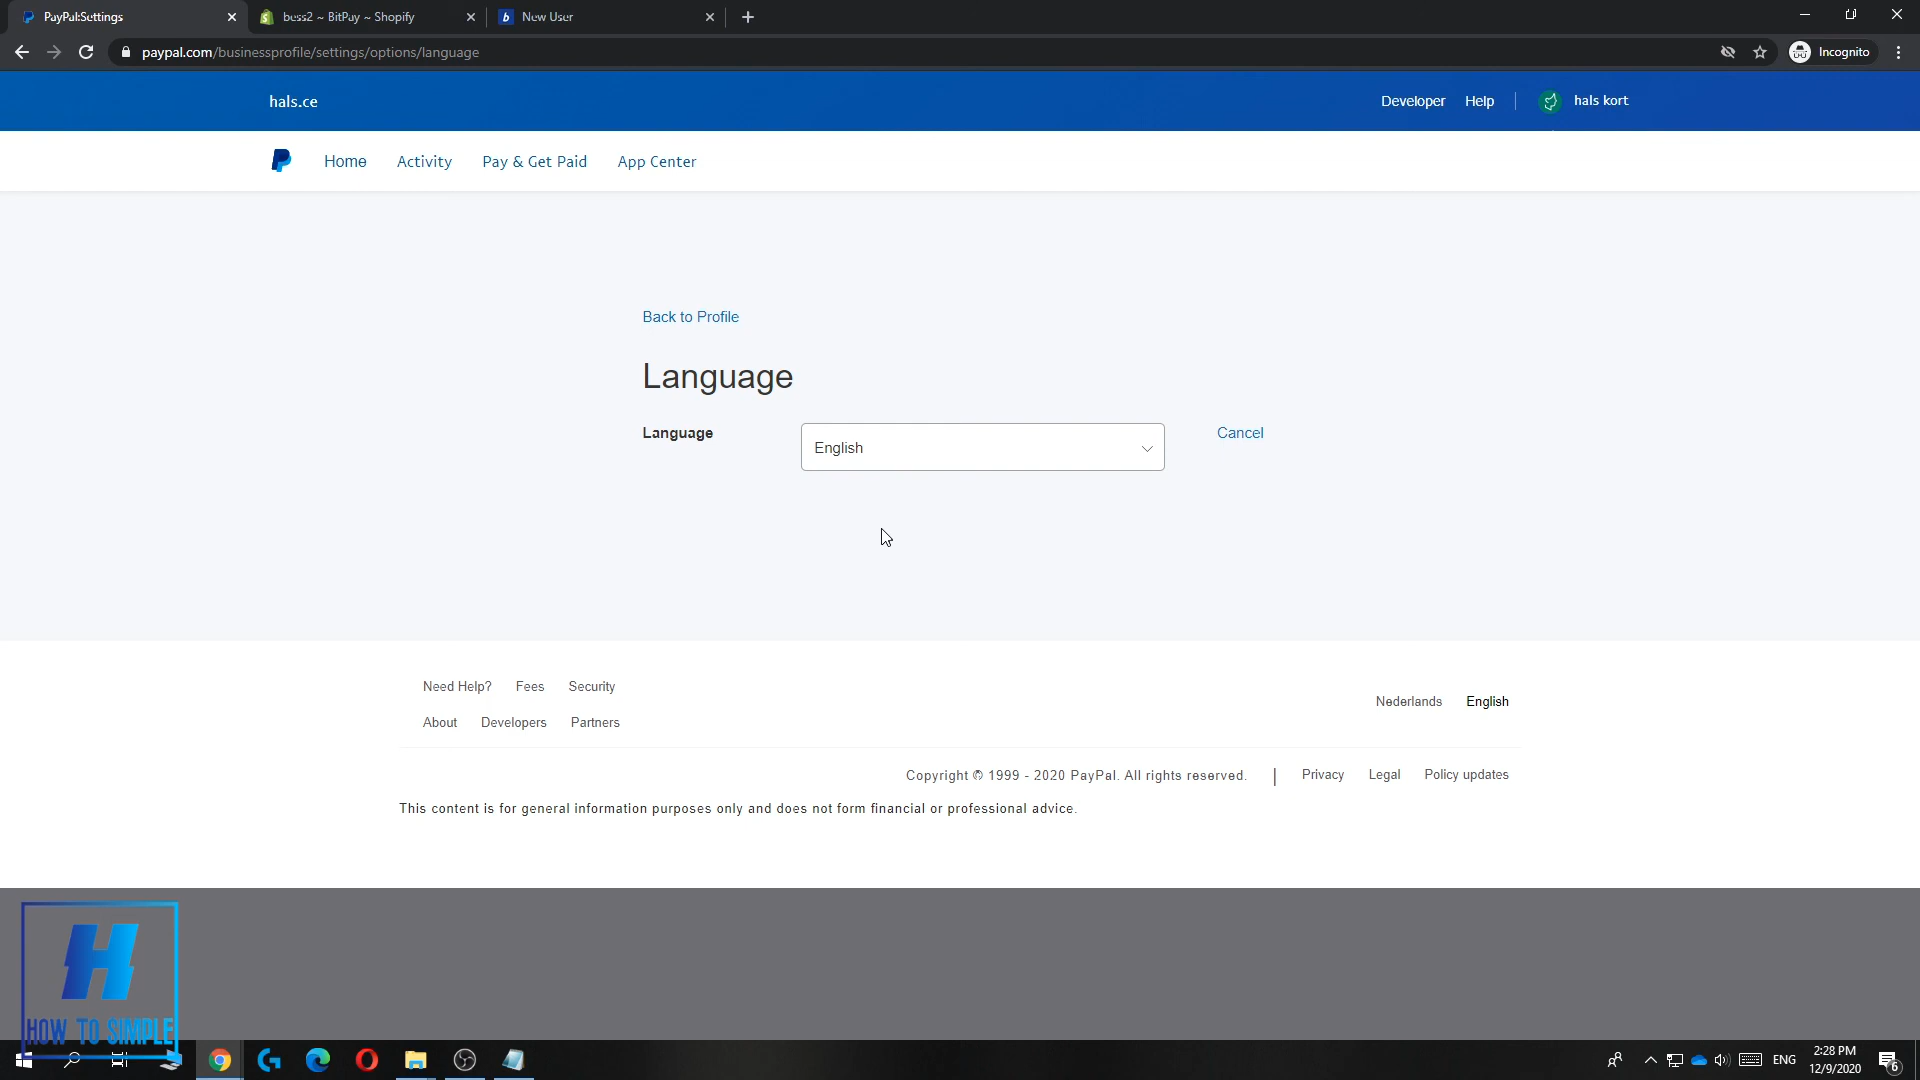 PayPal:Settings
bess2 ~ BitPay ~ Shopify
New User
paypal.com/businessprofile/settings/options/language
Incognito
hals.ce
Developer Help
hals kort
Home Activity Pay & Get Paid App Center
Back to Profile
Language
Language
English
Cancel
Need Help? Fees Security
About Developers Partners
Nederlands English
Copyright © 1999 - 2020 PayPal. All rights reserved. | Privacy Legal Policy updates
This content is for general information purposes only and does not form financial or professional advice.
H
HOW TO SIMPLE
ENG
2:28 PM
12/9/2020
6